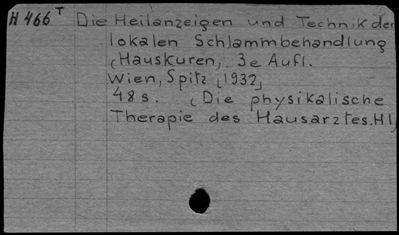 H 466 T Die Heilanzeigen und Technik der
lokalen Schlammbehandlung
(Hauskuren). 3e Aufl.
Wien, Spitz (1932)
48 s. (Die physikalische
Therapie des Hausarztes. H1)